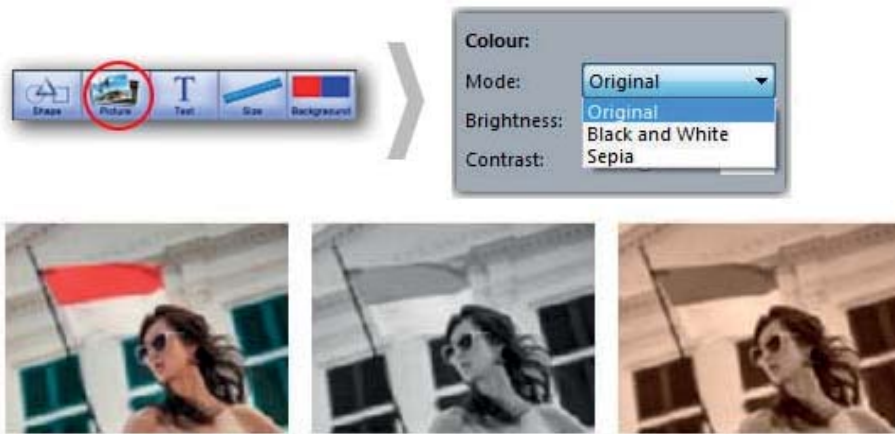 Shape Picture Text Size Background
Colour:
Mode: Original
Original
Brightness:
Black and White
Contrast:
Sepia